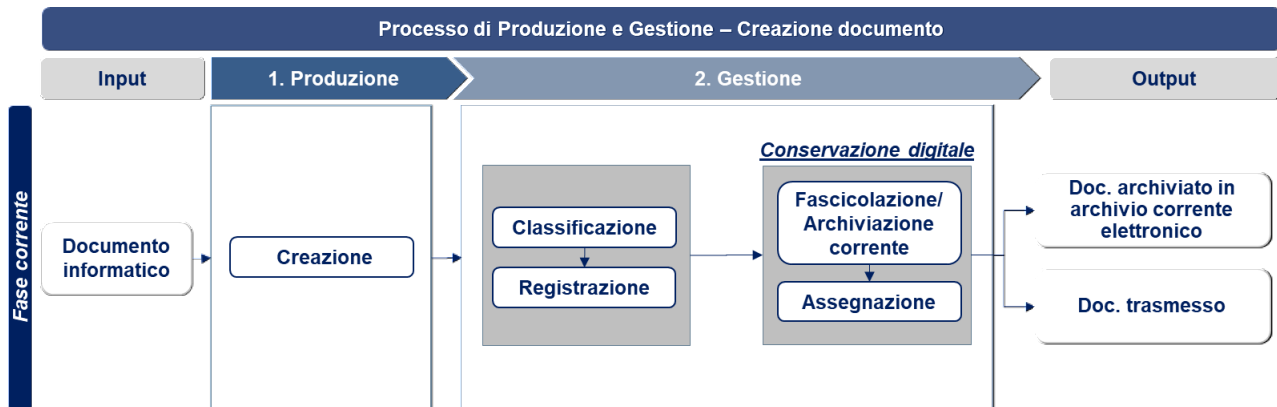 Processo di Produzione e Gestione – Creazione documento
Input
1. Produzione
2. Gestione
Output
Fase corrente
Documento
informatico
Creazione
Classificazione
Registrazione
Conservazione digitale
Fascicolazione/
Archiviazione
corrente
Assegnazione
Doc. archiviato in
archivio corrente
elettronico
Doc. trasmesso